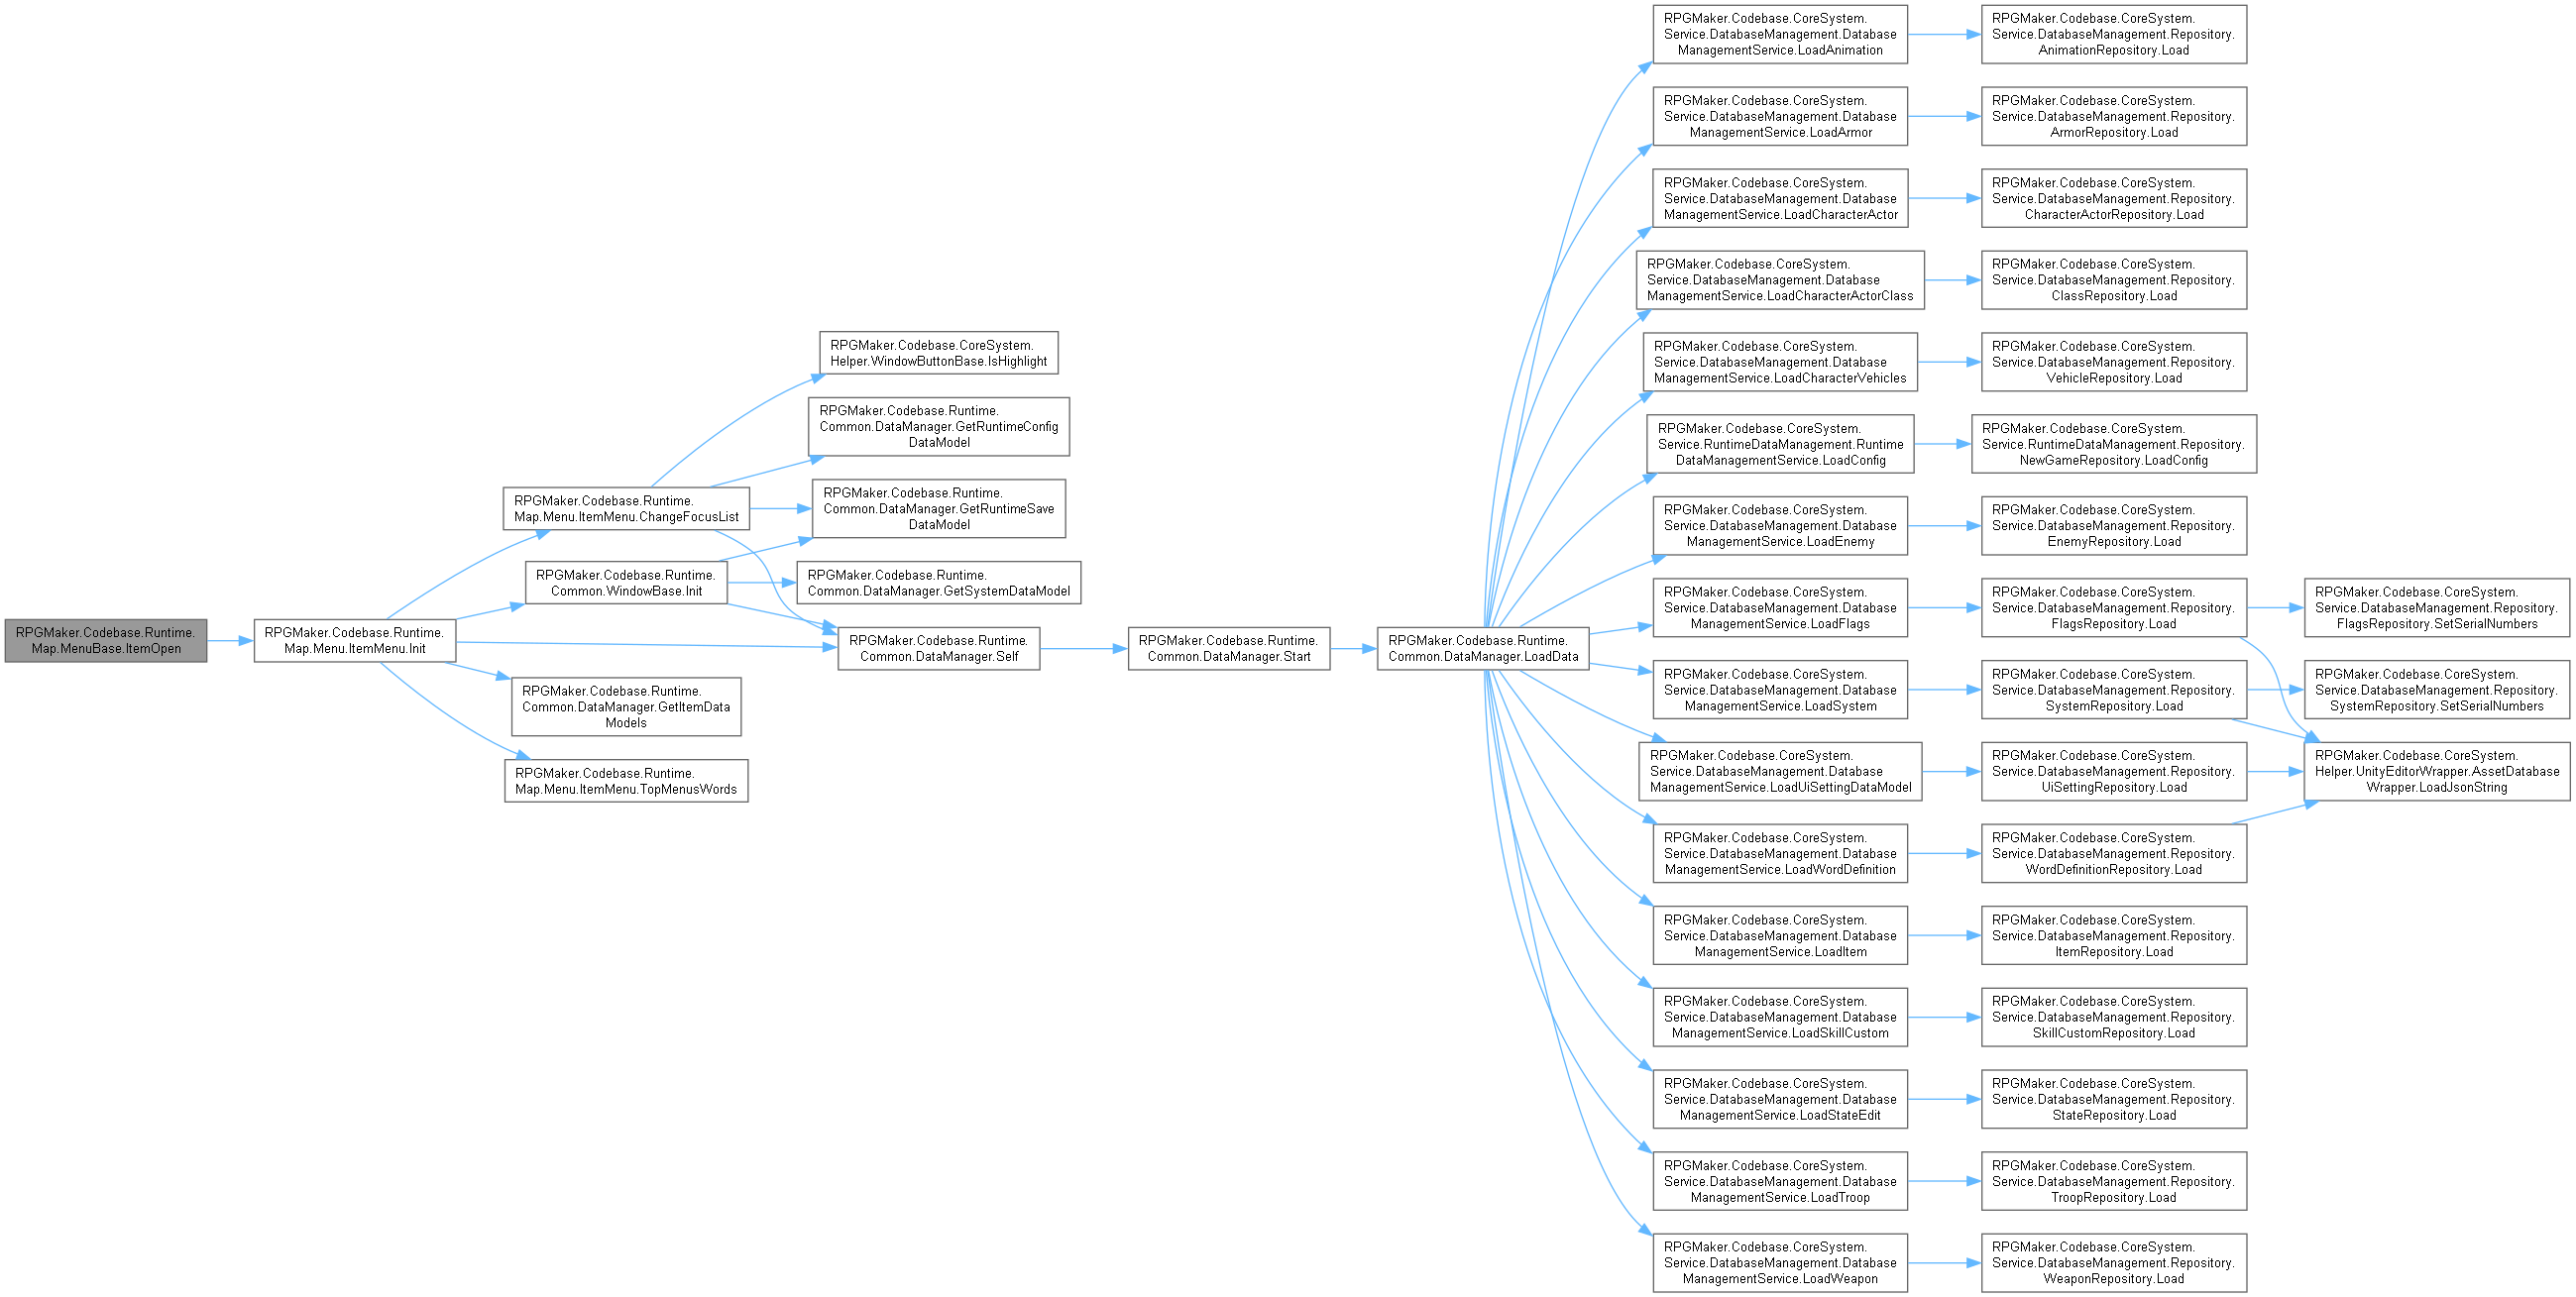 RPGMaker.Codebase.Runtime.
Map.MenuBase.ItemOpen
RPGMaker.Codebase.Runtime.
Map.Menu.ItemMenu.Init
RPGMaker.Codebase.Runtime.
Map.Menu.ItemMenu.ChangeFocusList
RPGMaker.Codebase.Runtime.
Common.WindowBase.Init
RPGMaker.Codebase.Runtime.
Common.DataManager.GetItemData
Models
RPGMaker.Codebase.Runtime.
Map.Menu.ItemMenu.TopMenusWords
RPGMaker.Codebase.CoreSystem.
Helper.WindowButtonBase.IsHighlight
RPGMaker.Codebase.Runtime.
Common.DataManager.GetRuntimeConfig
DataModel
RPGMaker.Codebase.Runtime.
Common.DataManager.GetRuntimeSave
DataModel
RPGMaker.Codebase.Runtime.
Common.DataManager.GetSystemDataModel
RPGMaker.Codebase.Runtime.
Common.DataManager.Self
RPGMaker.Codebase.Runtime.
Common.DataManager.Start
RPGMaker.Codebase.Runtime.
Common.DataManager.LoadData
RPGMaker.Codebase.CoreSystem.
Service.DatabaseManagement.Database
ManagementService.LoadAnimation
RPGMaker.Codebase.CoreSystem.
Service.DatabaseManagement.Repository.
AnimationRepository.Load
RPGMaker.Codebase.CoreSystem.
Service.DatabaseManagement.Database
ManagementService.LoadArmor
RPGMaker.Codebase.CoreSystem.
Service.DatabaseManagement.Repository.
ArmorRepository.Load
RPGMaker.Codebase.CoreSystem.
Service.DatabaseManagement.Database
ManagementService.LoadCharacterActor
RPGMaker.Codebase.CoreSystem.
Service.DatabaseManagement.Repository.
CharacterActorRepository.Load
RPGMaker.Codebase.CoreSystem.
Service.DatabaseManagement.Database
ManagementService.LoadCharacterActorClass
RPGMaker.Codebase.CoreSystem.
Service.DatabaseManagement.Repository.
ClassRepository.Load
RPGMaker.Codebase.CoreSystem.
Service.DatabaseManagement.Database
ManagementService.LoadCharacterVehicles
RPGMaker.Codebase.CoreSystem.
Service.DatabaseManagement.Repository.
VehicleRepository.Load
RPGMaker.Codebase.CoreSystem.
Service.RuntimeDataManagement.Runtime
DataManagementService.LoadConfig
RPGMaker.Codebase.CoreSystem.
Service.RuntimeDataManagement.Repository.
NewGameRepository.LoadConfig
RPGMaker.Codebase.CoreSystem.
Service.DatabaseManagement.Database
ManagementService.LoadEnemy
RPGMaker.Codebase.CoreSystem.
Service.DatabaseManagement.Repository.
EnemyRepository.Load
RPGMaker.Codebase.CoreSystem.
Service.DatabaseManagement.Database
ManagementService.LoadFlags
RPGMaker.Codebase.CoreSystem.
Service.DatabaseManagement.Repository.
FlagsRepository.Load
RPGMaker.Codebase.CoreSystem.
Service.DatabaseManagement.Repository.
FlagsRepository.SetSerialNumbers
RPGMaker.Codebase.CoreSystem.
Service.DatabaseManagement.Database
ManagementService.LoadSystem
RPGMaker.Codebase.CoreSystem.
Service.DatabaseManagement.Repository.
SystemRepository.Load
RPGMaker.Codebase.CoreSystem.
Service.DatabaseManagement.Repository.
SystemRepository.SetSerialNumbers
RPGMaker.Codebase.CoreSystem.
Service.DatabaseManagement.Database
ManagementService.LoadUiSettingDataModel
RPGMaker.Codebase.CoreSystem.
Service.DatabaseManagement.Repository.
UiSettingRepository.Load
RPGMaker.Codebase.CoreSystem.
Helper.UnityEditorWrapper.AssetDatabase
Wrapper.LoadJsonString
RPGMaker.Codebase.CoreSystem.
Service.DatabaseManagement.Database
ManagementService.LoadWordDefinition
RPGMaker.Codebase.CoreSystem.
Service.DatabaseManagement.Repository.
WordDefinitionRepository.Load
RPGMaker.Codebase.CoreSystem.
Service.DatabaseManagement.Database
ManagementService.LoadItem
RPGMaker.Codebase.CoreSystem.
Service.DatabaseManagement.Repository.
ItemRepository.Load
RPGMaker.Codebase.CoreSystem.
Service.DatabaseManagement.Database
ManagementService.LoadSkillCustom
RPGMaker.Codebase.CoreSystem.
Service.DatabaseManagement.Repository.
SkillCustomRepository.Load
RPGMaker.Codebase.CoreSystem.
Service.DatabaseManagement.Database
ManagementService.LoadStateEdit
RPGMaker.Codebase.CoreSystem.
Service.DatabaseManagement.Repository.
StateRepository.Load
RPGMaker.Codebase.CoreSystem.
Service.DatabaseManagement.Database
ManagementService.LoadTroop
RPGMaker.Codebase.CoreSystem.
Service.DatabaseManagement.Repository.
TroopRepository.Load
RPGMaker.Codebase.CoreSystem.
Service.DatabaseManagement.Database
ManagementService.LoadWeapon
RPGMaker.Codebase.CoreSystem.
Service.DatabaseManagement.Repository.
WeaponRepository.Load